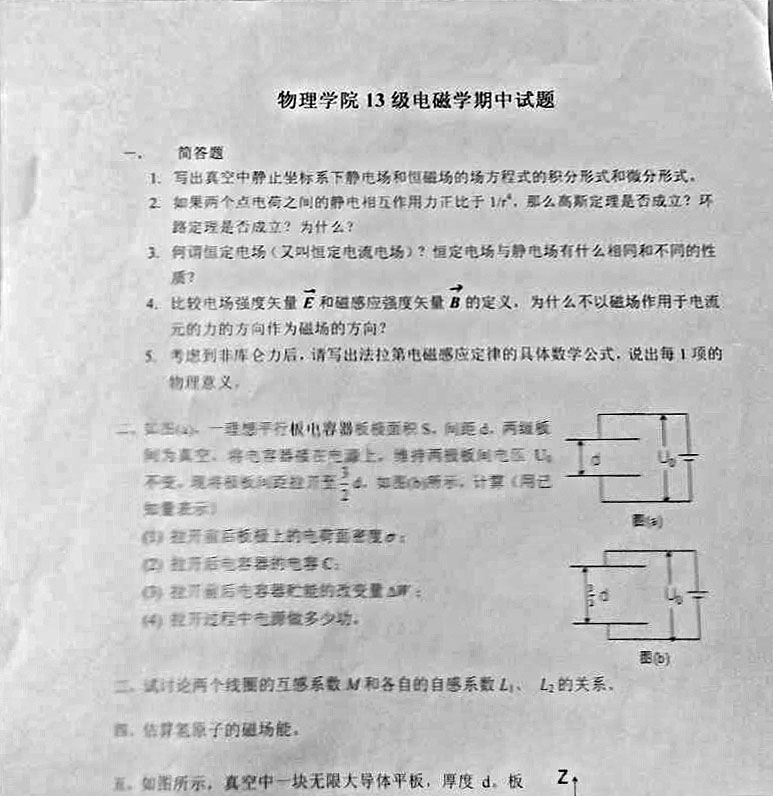 物理学院 13 级电磁学期中试题
一、 简答题
1. 写出真空中静止坐标系下静电场和恒磁场的场方程式的积分形式和微分形式。
2. 如果两个点电荷之间的静电相互作用力正比于 1/r⁴，那么高斯定理是否成立？环
路定理是否成立？为什么？
3. 何谓恒定电场（又叫恒定电流电场）？恒定电场与静电场有什么相同和不同的性
质？
4. 比较电场强度矢量 E 和磁感应强度矢量 B 的定义，为什么不以磁场作用于电流
元的力的方向作为磁场的方向？
5. 考虑到非库仑力后，请写出法拉第电磁感应定律的具体数学公式，说出每 1 项的
物理意义。
二、如图(a)，一理想平行板电容器板极面积 S，间距 d，两极板
间为真空。将电容器接在电源上，维持两极板间电压 U₀
不变。现将极板间距拉开至 3/2 d，如图(b)所示，计算（用已
知量表示）
(1) 拉开前后板极上的电荷面密度σ；
(2) 拉开后电容器的电容 C；
(3) 拉开前后电容器贮能的改变量 ΔW；
(4) 拉开过程中电源做多少功。
d U₀
图(a)
3/2 d U₀
图(b)
三、试讨论两个线圈的互感系数 M 和各自的自感系数 L₁、 L₂ 的关系。
四、估算氢原子的磁场能。
五、如图所示，真空中一块无限大导体平板，厚度 d。板
Z